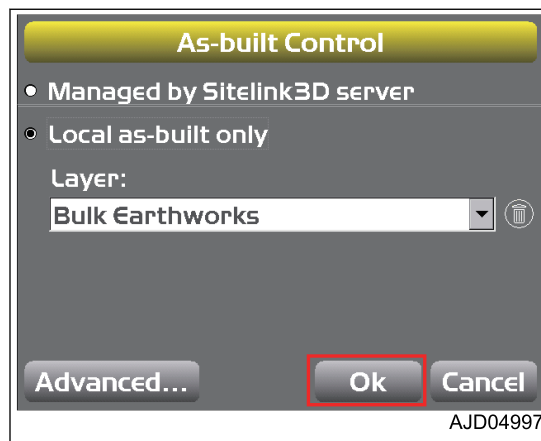 As-built Control
Managed by Sitelink3D server
Local as-built only
Layer:
Bulk Earthworks
Advanced...
Ok
Cancel
AJD04997